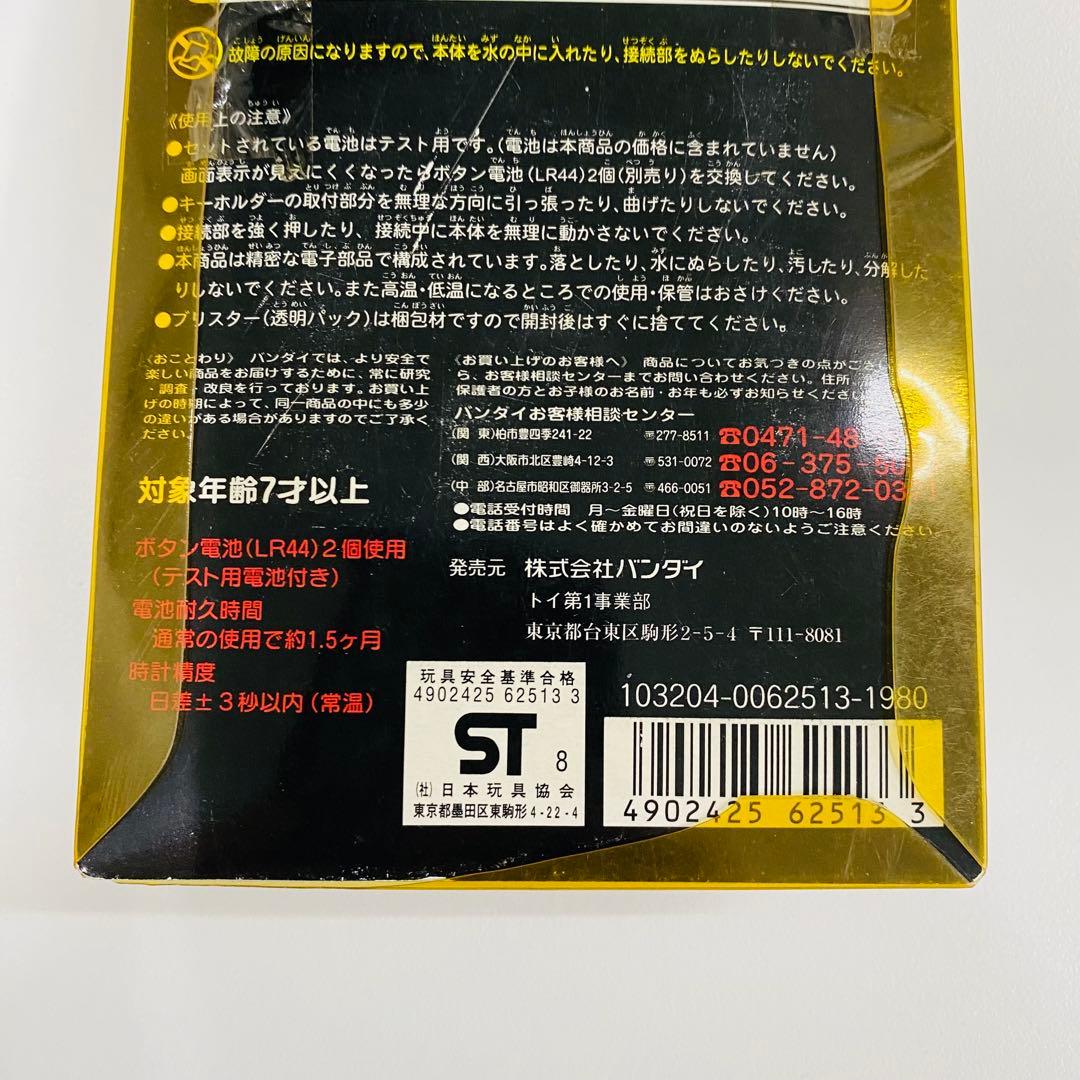 故障の原因になりますので、本体を水の中に入れたり、接続部をぬらしたりしないでください。
《使用上の注意》
●セットされている電池はテスト用です。(電池は本商品の価格に含まれていません)
画面表示が見えにくくなったらボタン電池(LR44)2個(別売り)を交換してください。
●キーホルダーの取付部分を無理な方向に引っ張ったり、曲げたりしないでください。
●接続部を強く押したり、接続中に本体を無理に動かさないでください。
●本商品は精密な電子部品で構成されています。落としたり、水にぬらしたり、汚したり、分解した
りしないでください。また高温・低温になるところでの使用・保管はおさけください。
●ブリスター(透明パック)は梱包材ですので開封後はすぐに捨ててください。
《おことわり》 バンダイでは、より安全で
楽しい商品をお届けするために、常に研究
・調査・改良を行っております。お買い上
げの時期によって、同一商品の中にも多少
の違いがある場合がありますのでご了承く
ださい。
《お買い上げのお客様へ》 商品についてお気づきの点がござい
ら、お客様相談センターまでお問い合わせください。住所
保護者の方とお子様のお名前・お年も必ずお知らせください
バンダイお客様相談センター
(関 東)柏市豊四季241-22 〒277-8511 ☎0471-48
(関 西)大阪市北区豊崎4-12-3 〒531-0072 ☎06-375-50
(中 部)名古屋市昭和区御器所3-2-5 〒466-0051 ☎052-872-03 1
●電話受付時間 月〜金曜日(祝日を除く)10時〜16時
●電話番号はよく確かめてお間違いのないようご注意ください
対象年齢7才以上
ボタン電池(LR44)2個使用
(テスト用電池付き)
電池耐久時間
通常の使用で約1.5ヶ月
時計精度
日差±3秒以内(常温)
発売元 株式会社バンダイ
トイ第1事業部
東京都台東区駒形2-5-4 〒111-8081
玩具安全基準合格
4902425 62513 3
ST 8
(社)日本玩具協会
東京都墨田区東駒形4-22-4
103204-0062513-1980
4902425 62513 3